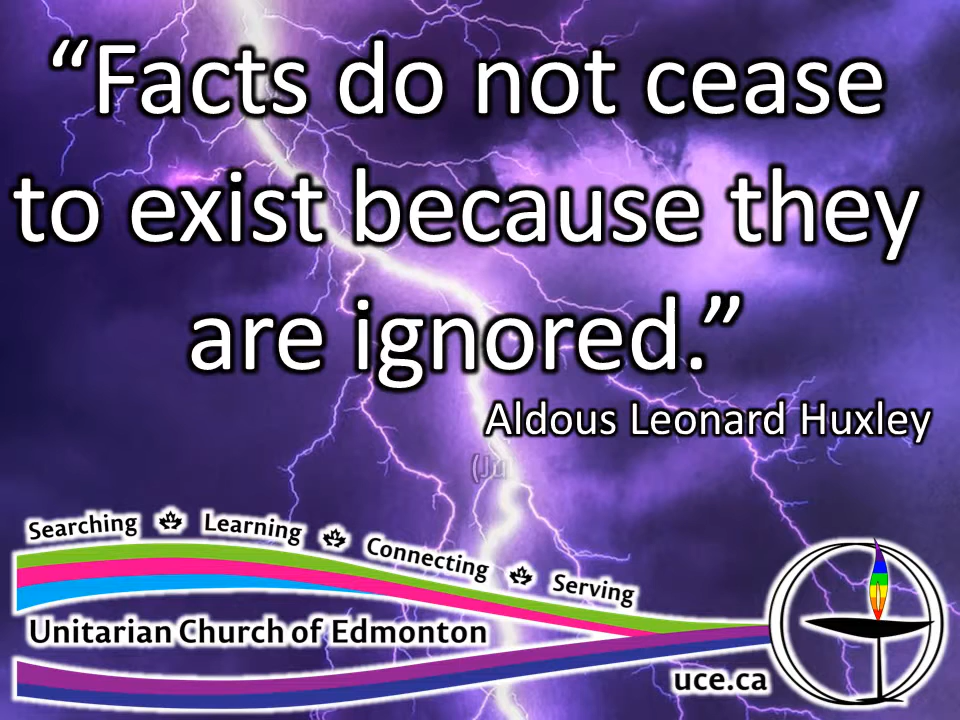 “Facts do not cease
to exist because they
are ignored.”
Aldous Leonard Huxley
(Ju
Searching Learning Connecting Serving
Unitarian Church of Edmonton
uce.ca